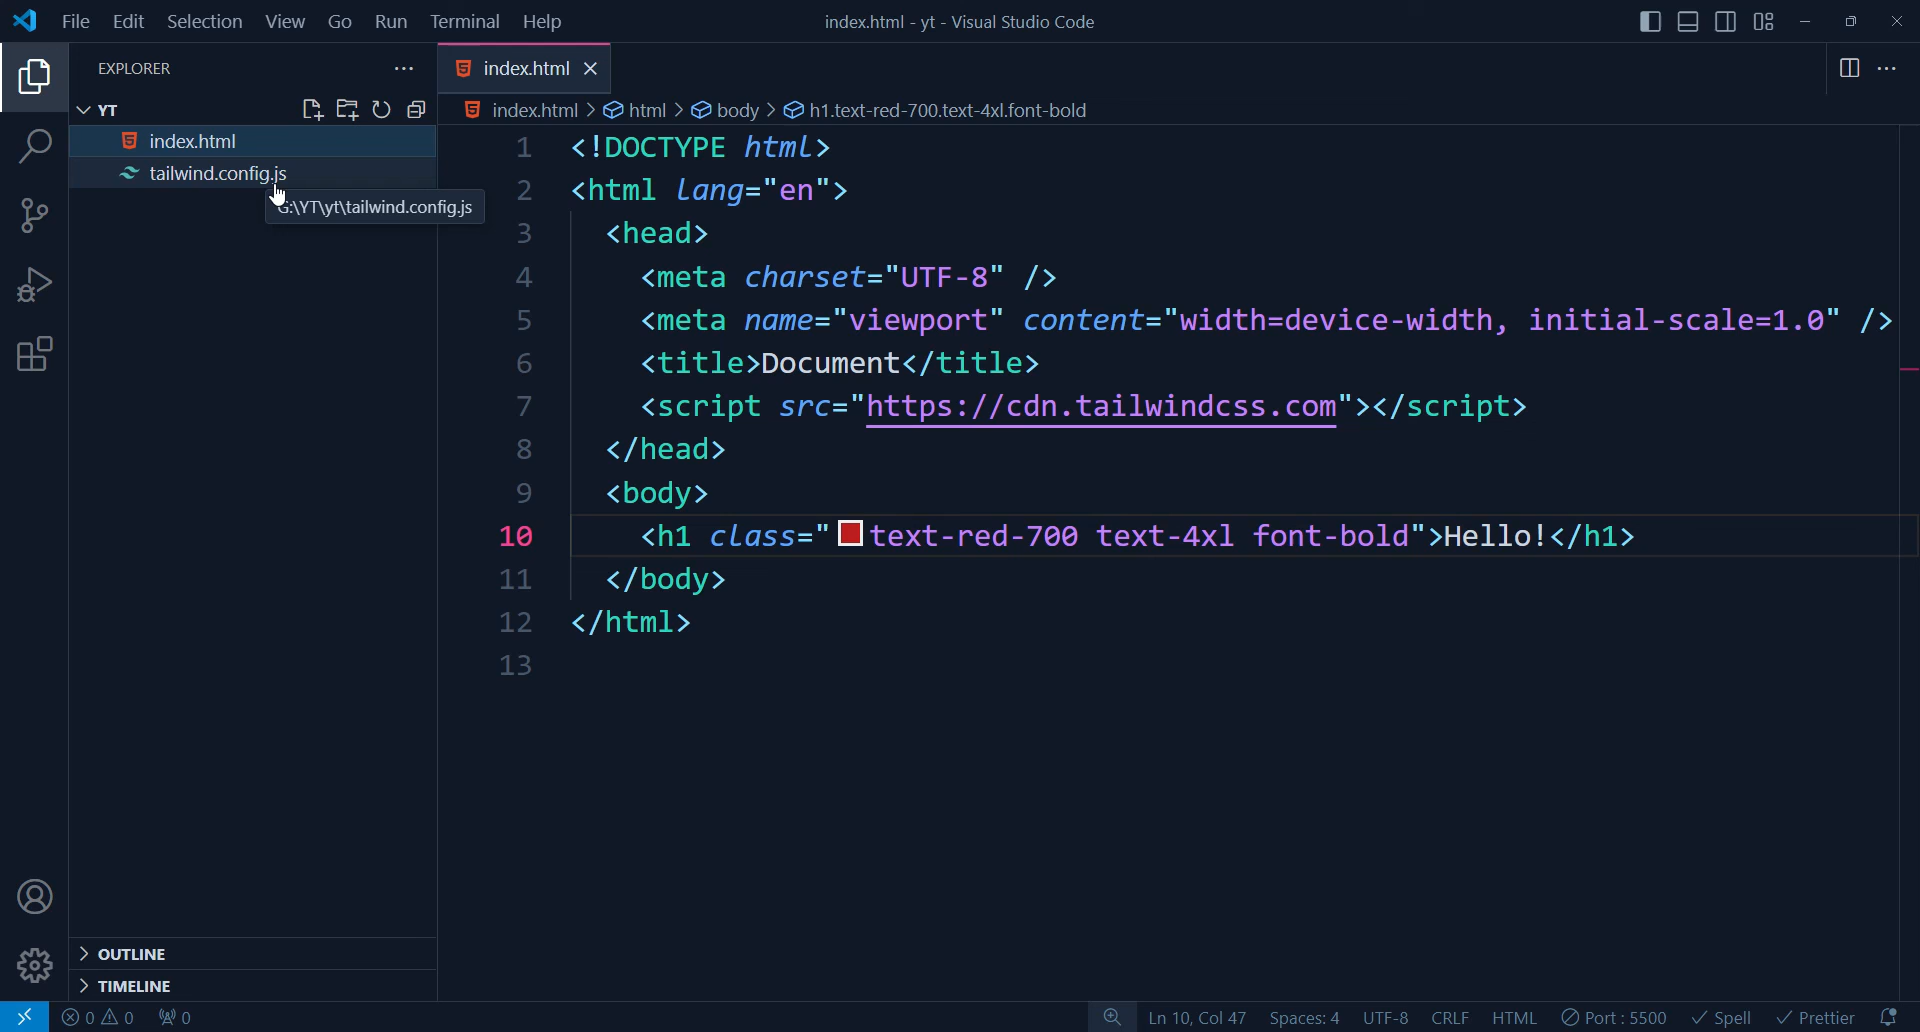 File Edit Selection View Go Run Terminal Help
index.html - yt - Visual Studio Code
EXPLORER
YT
index.html
tailwind.config.js
G:\YT\yt\tailwind.config.js
OUTLINE
TIMELINE
index.html
index.html > html > body > h1.text-red-700.text-4xl.font-bold
1 <!DOCTYPE html>
2 <html lang="en">
3 <head>
4 <meta charset="UTF-8" />
5 <meta name="viewport" content="width=device-width, initial-scale=1.0" />
6 <title>Document</title>
7 <script src="https://cdn.tailwindcss.com"></script>
8 </head>
9 <body>
10 <h1 class="text-red-700 text-4xl font-bold">Hello!</h1>
11 </body>
12 </html>
13
0 0 0 Ln 10, Col 47 Spaces: 4 UTF-8 CRLF HTML Port : 5500 Spell Prettier